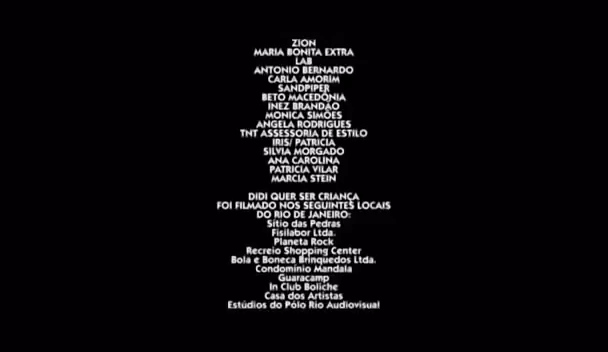 ZION
MARIA BONITA EXTRA
LAB
ANTONIO BERNARDO
CARLA AMORIM
SANDPIPER
BETO MACEDÔNIA
INEZ BRANDÃO
MONICA SIMÕES
ANGELA RODRIGUES
TNT ASSESSORIA DE ESTILO
IRIS/ PATRICIA
SILVIA MORGADO
ANA CAROLINA
PATRICIA VILAR
MARCIA STEIN
DIDI QUER SER CRIANÇA
FOI FILMADO NOS SEGUINTES LOCAIS
DO RIO DE JANEIRO:
Sítio das Pedras
Fisilabor Ltda.
Planeta Rock
Recreio Shopping Center
Bola e Boneca Brinquedos Ltda.
Condomínio Mandala
Guaracamp
In Club Boliche
Casa dos Artistas
Estúdios do Pólo Rio Audiovisual